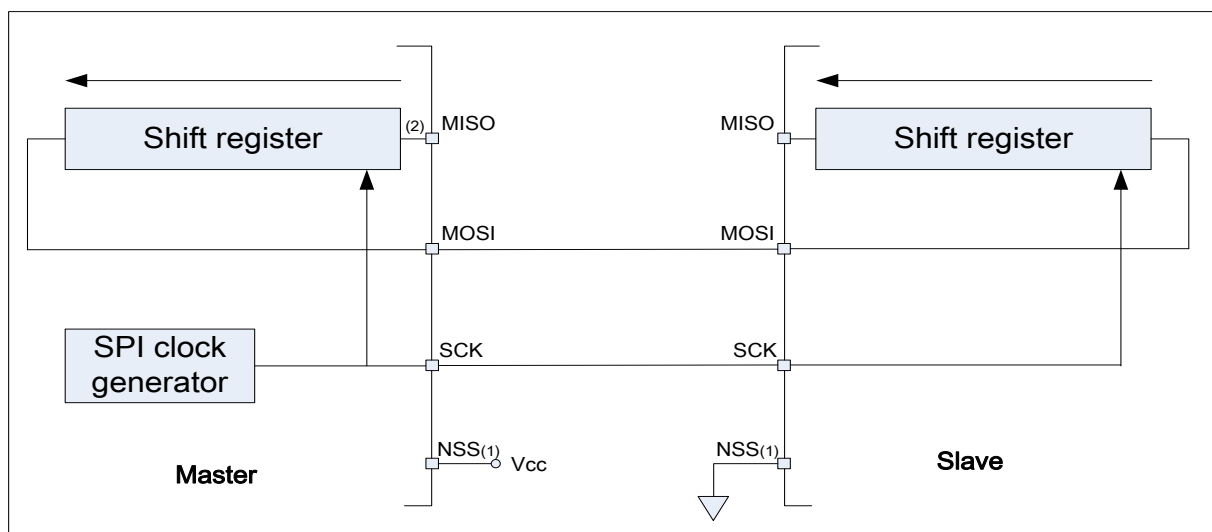 Shift register
(2)
MISO
MISO
Shift register
MOSI
MOSI
SPI clock
generator
SCK
SCK
NSS(1)
Vcc
NSS(1)
Master
Slave